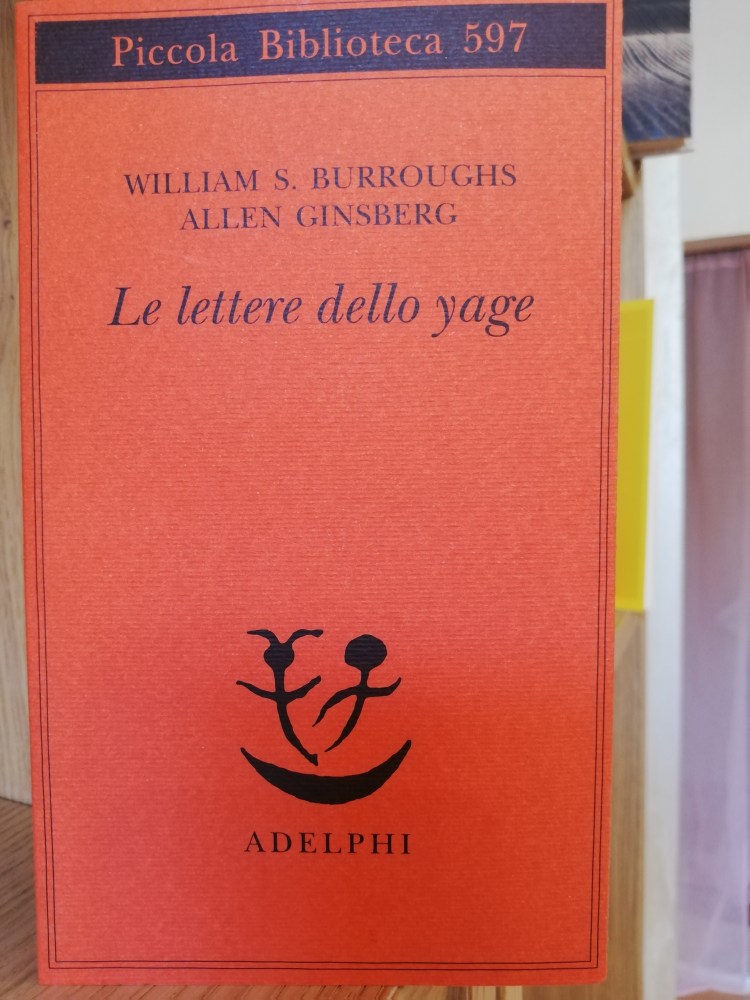 Piccola Biblioteca 597
WILLIAM S. BURROUGHS
ALLEN GINSBERG
Le lettere dello yage
ADELPHI